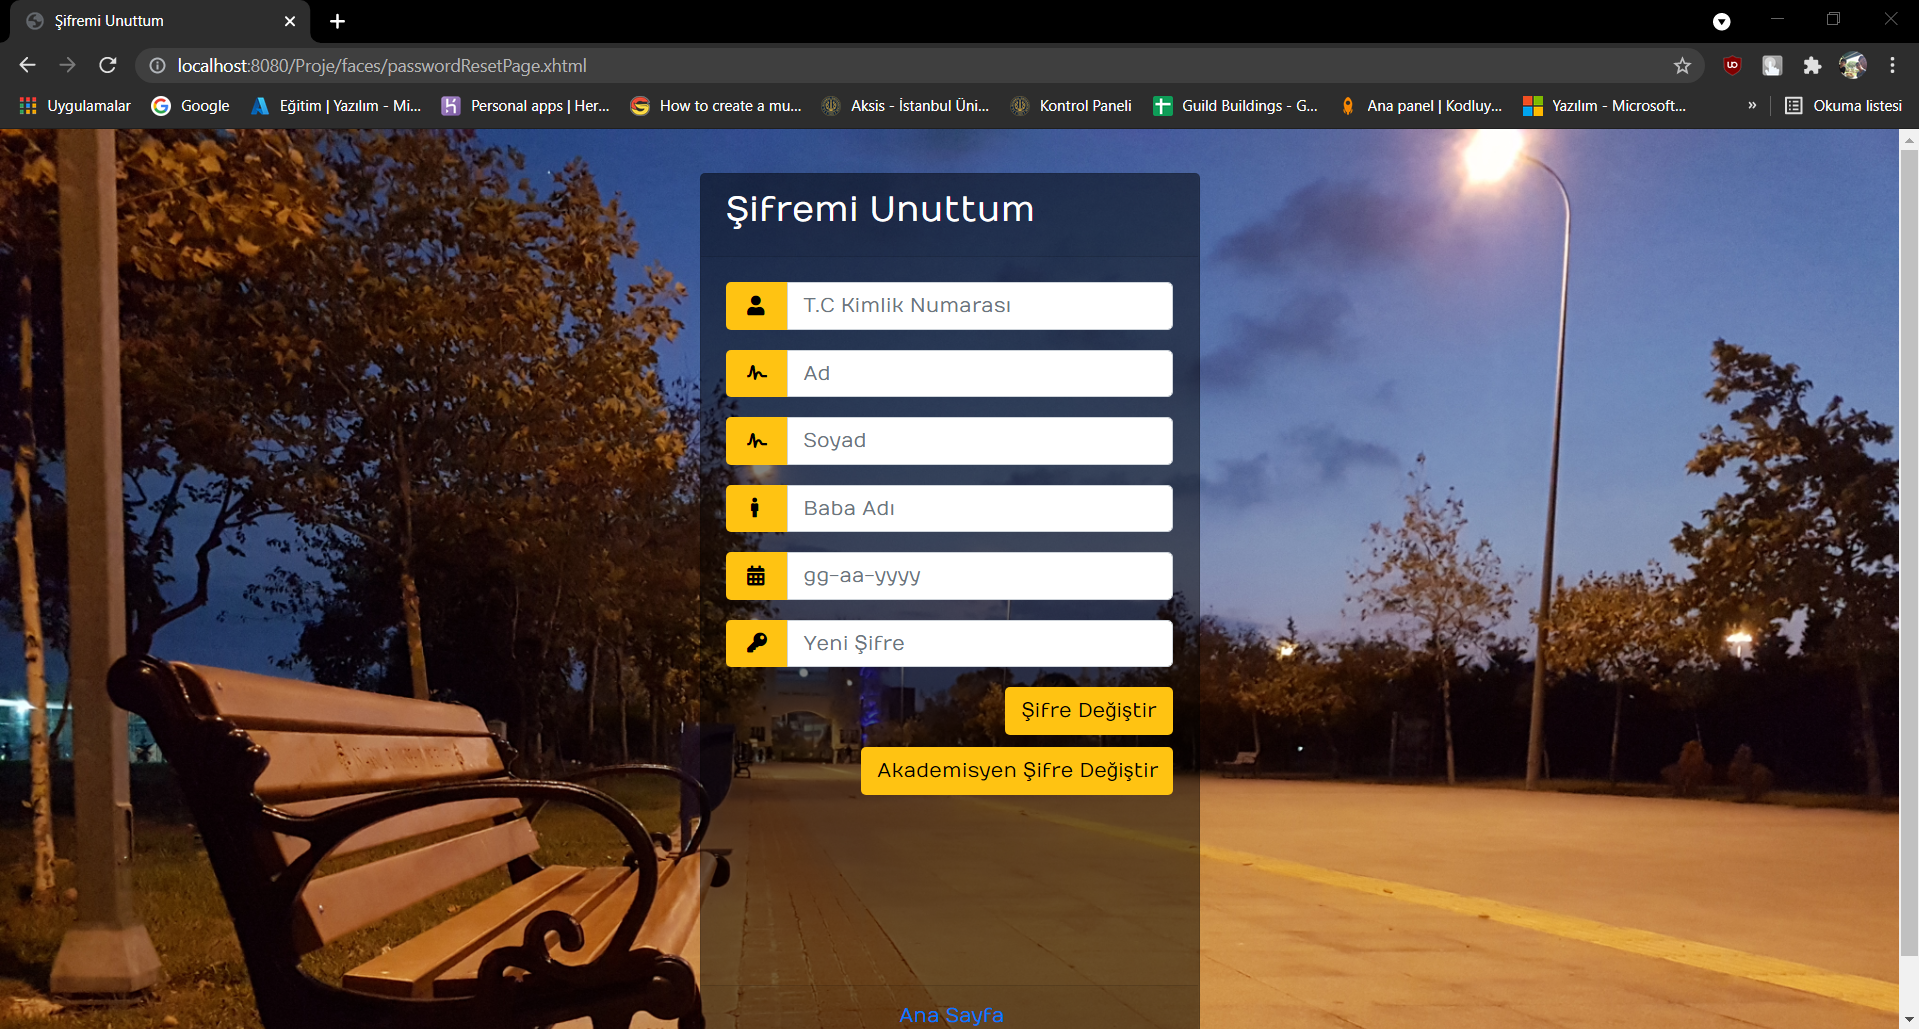 Şifremi Unuttum
localhost:8080/Proje/faces/passwordResetPage.xhtml
Uygulamalar
Google
Eğitim | Yazılım - Mi...
Personal apps | Her...
How to create a mu...
Aksis - İstanbul Üni...
Kontrol Paneli
Guild Buildings - G...
Ana panel | Kodluy...
Yazılım - Microsoft...
»
Okuma listesi
Şifremi Unuttum
T.C Kimlik Numarası
Ad
Soyad
Baba Adı
gg-aa-yyyy
Yeni Şifre
Şifre Değiştir
Akademisyen Şifre Değiştir
Ana Sayfa